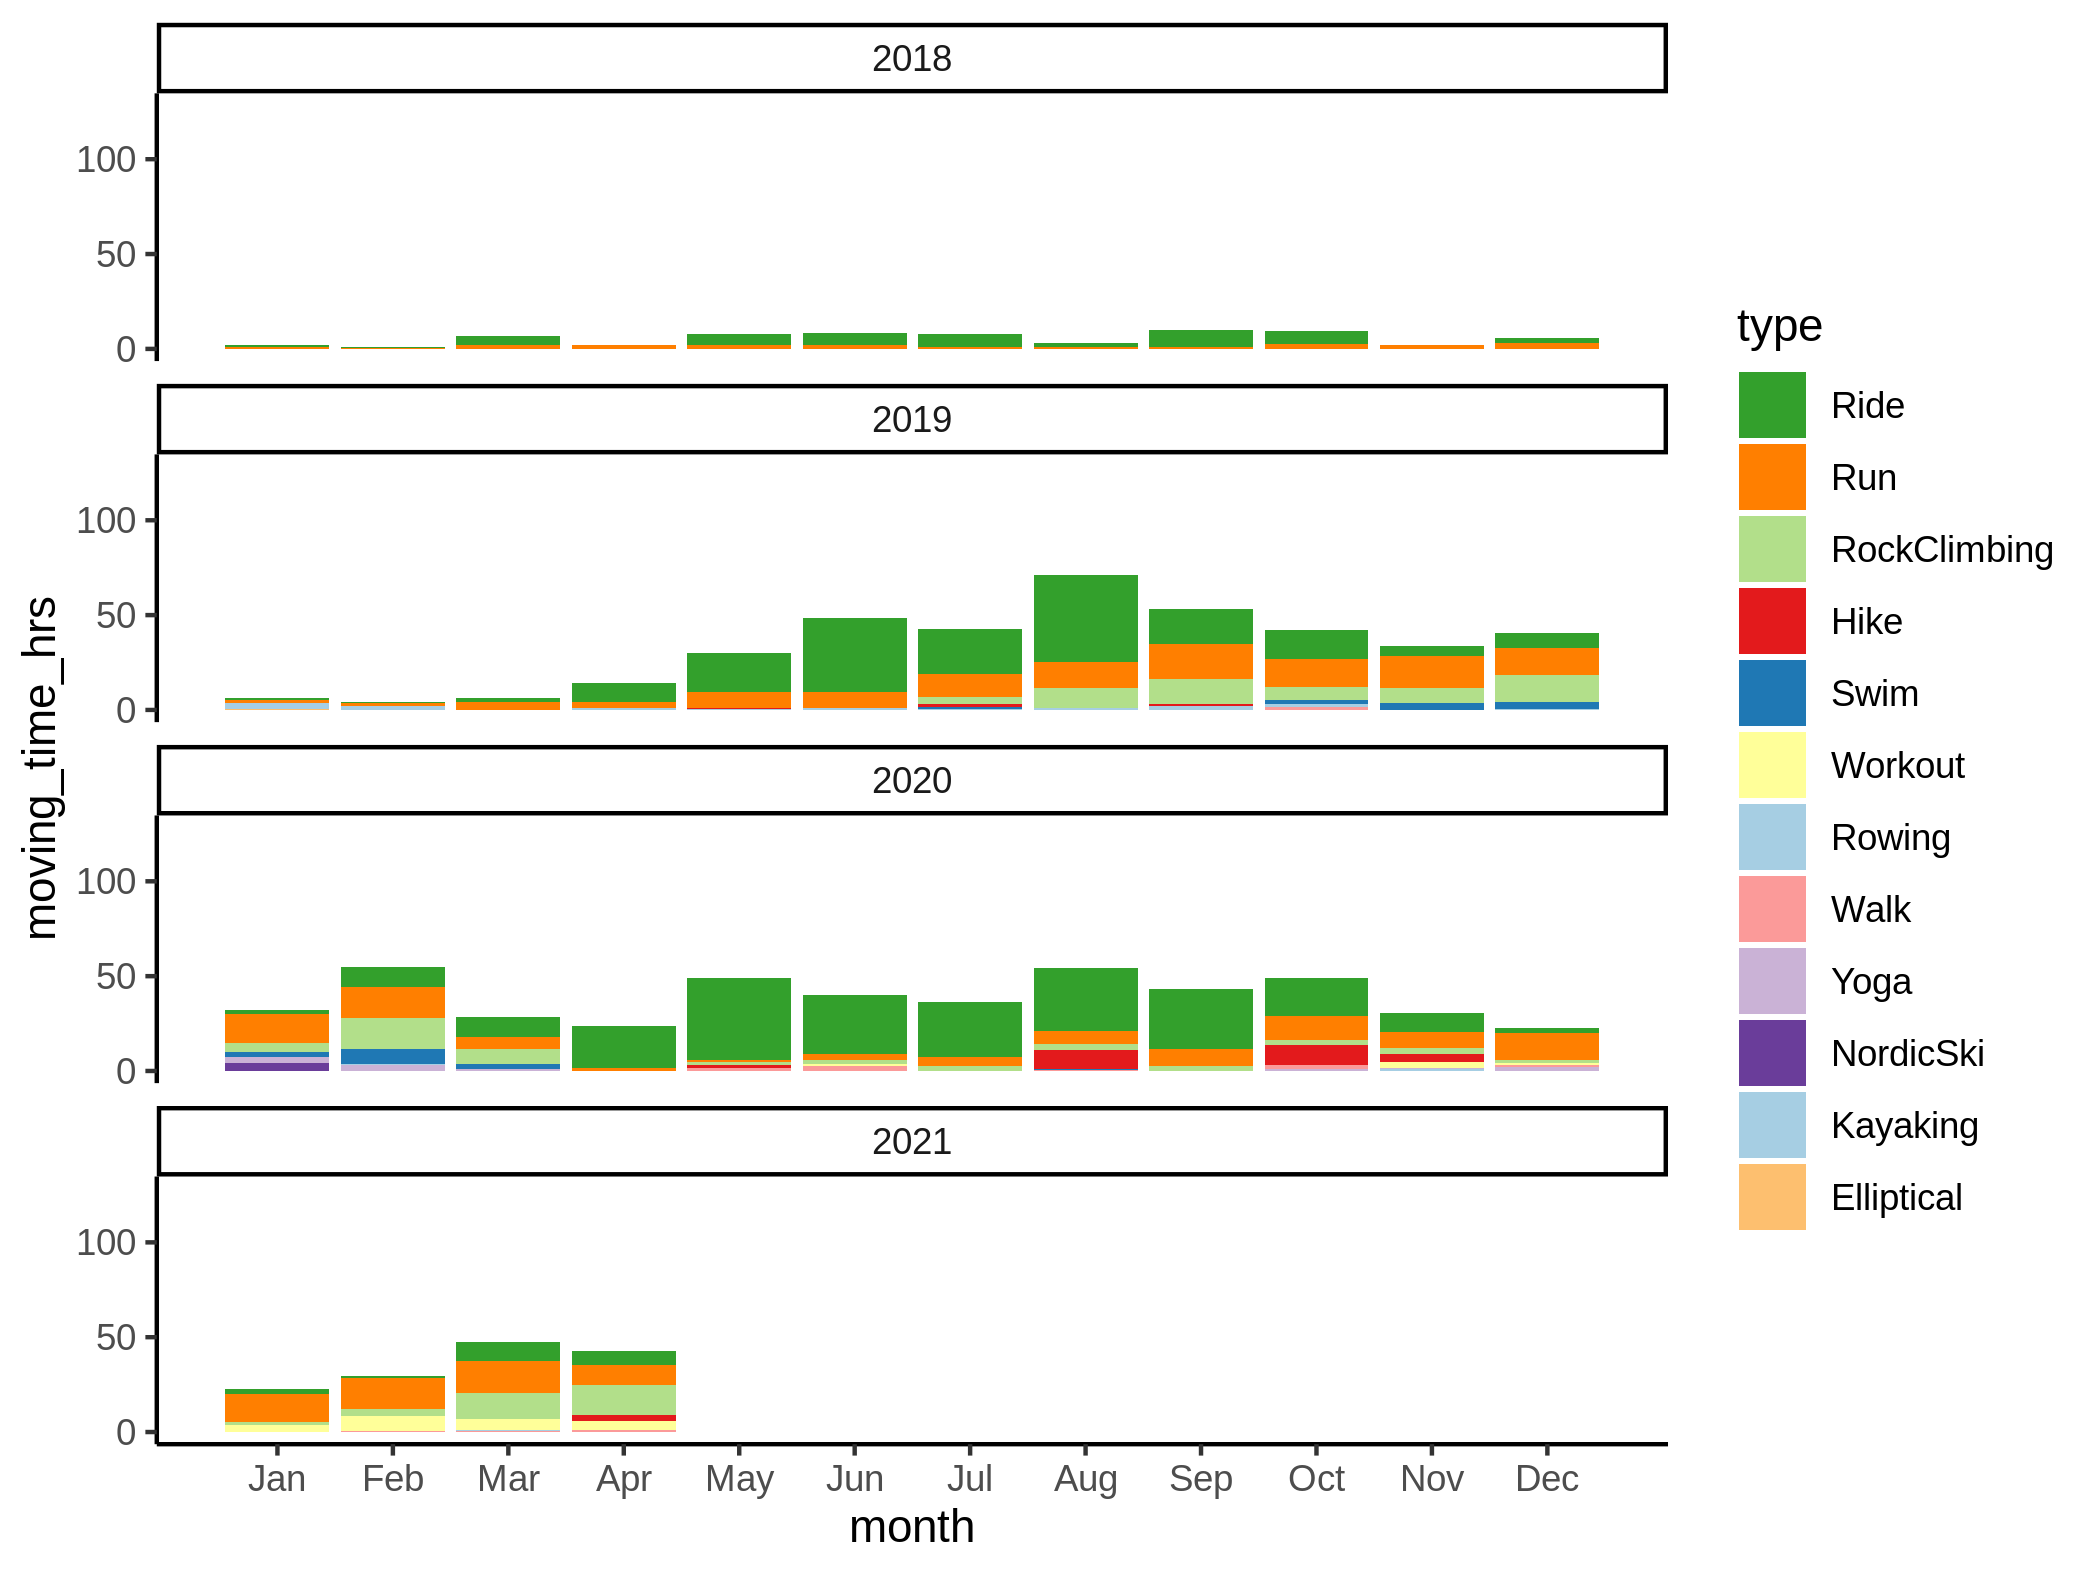 2018
100
50
0
2019
100
50
0
2020
100
50
0
2021
100
50
0
Jan Feb Mar Apr May Jun Jul Aug Sep Oct Nov Dec
month
moving_time_hrs
type
Ride
Run
RockClimbing
Hike
Swim
Workout
Rowing
Walk
Yoga
NordicSki
Kayaking
Elliptical